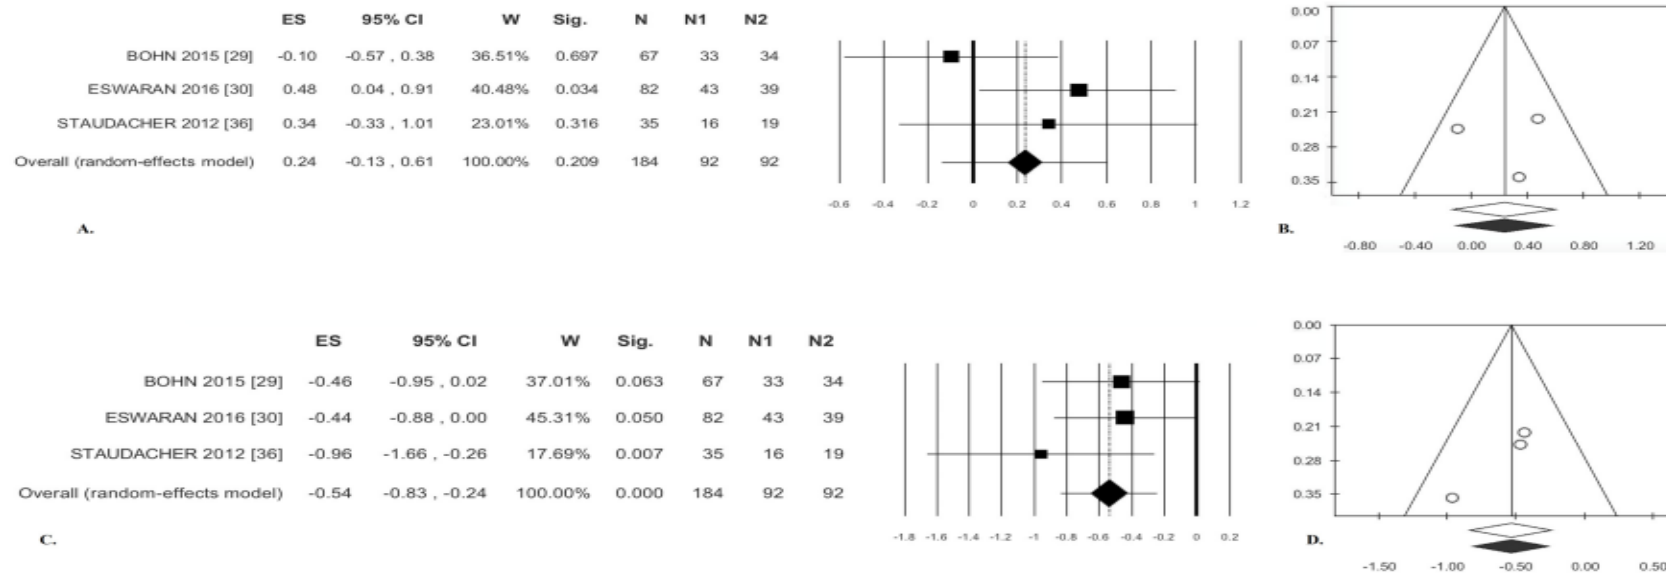 ES 95% CI W Sig. N N1 N2
BOHN 2015 [29] -0.10 -0.57 , 0.38 36.51% 0.697 67 33 34
ESWARAN 2016 [30] 0.48 0.04 , 0.91 40.48% 0.034 82 43 39
STAUDACHER 2012 [36] 0.34 -0.33 , 1.01 23.01% 0.316 35 16 19
Overall (random-effects model) 0.24 -0.13 , 0.61 100.00% 0.209 184 92 92
-0.6 -0.4 -0.2 0 0.2 0.4 0.6 0.8 1 1.2
A.
0.00
0.07
0.14
0.21
0.28
0.35
B.
-0.80 -0.40 0.00 0.40 0.80 1.20
ES 95% CI W Sig. N N1 N2
BOHN 2015 [29] -0.46 -0.95 , 0.02 37.01% 0.063 67 33 34
ESWARAN 2016 [30] -0.44 -0.88 , 0.00 45.31% 0.050 82 43 39
STAUDACHER 2012 [36] -0.96 -1.66 , -0.26 17.69% 0.007 35 16 19
Overall (random-effects model) -0.54 -0.83 , -0.24 100.00% 0.000 184 92 92
-1.8 -1.6 -1.4 -1.2 -1 -0.8 -0.6 -0.4 -0.2 0 0.2
C.
0.00
0.07
0.14
0.21
0.28
0.35
D.
-1.50 -1.00 -0.50 0.00 0.50